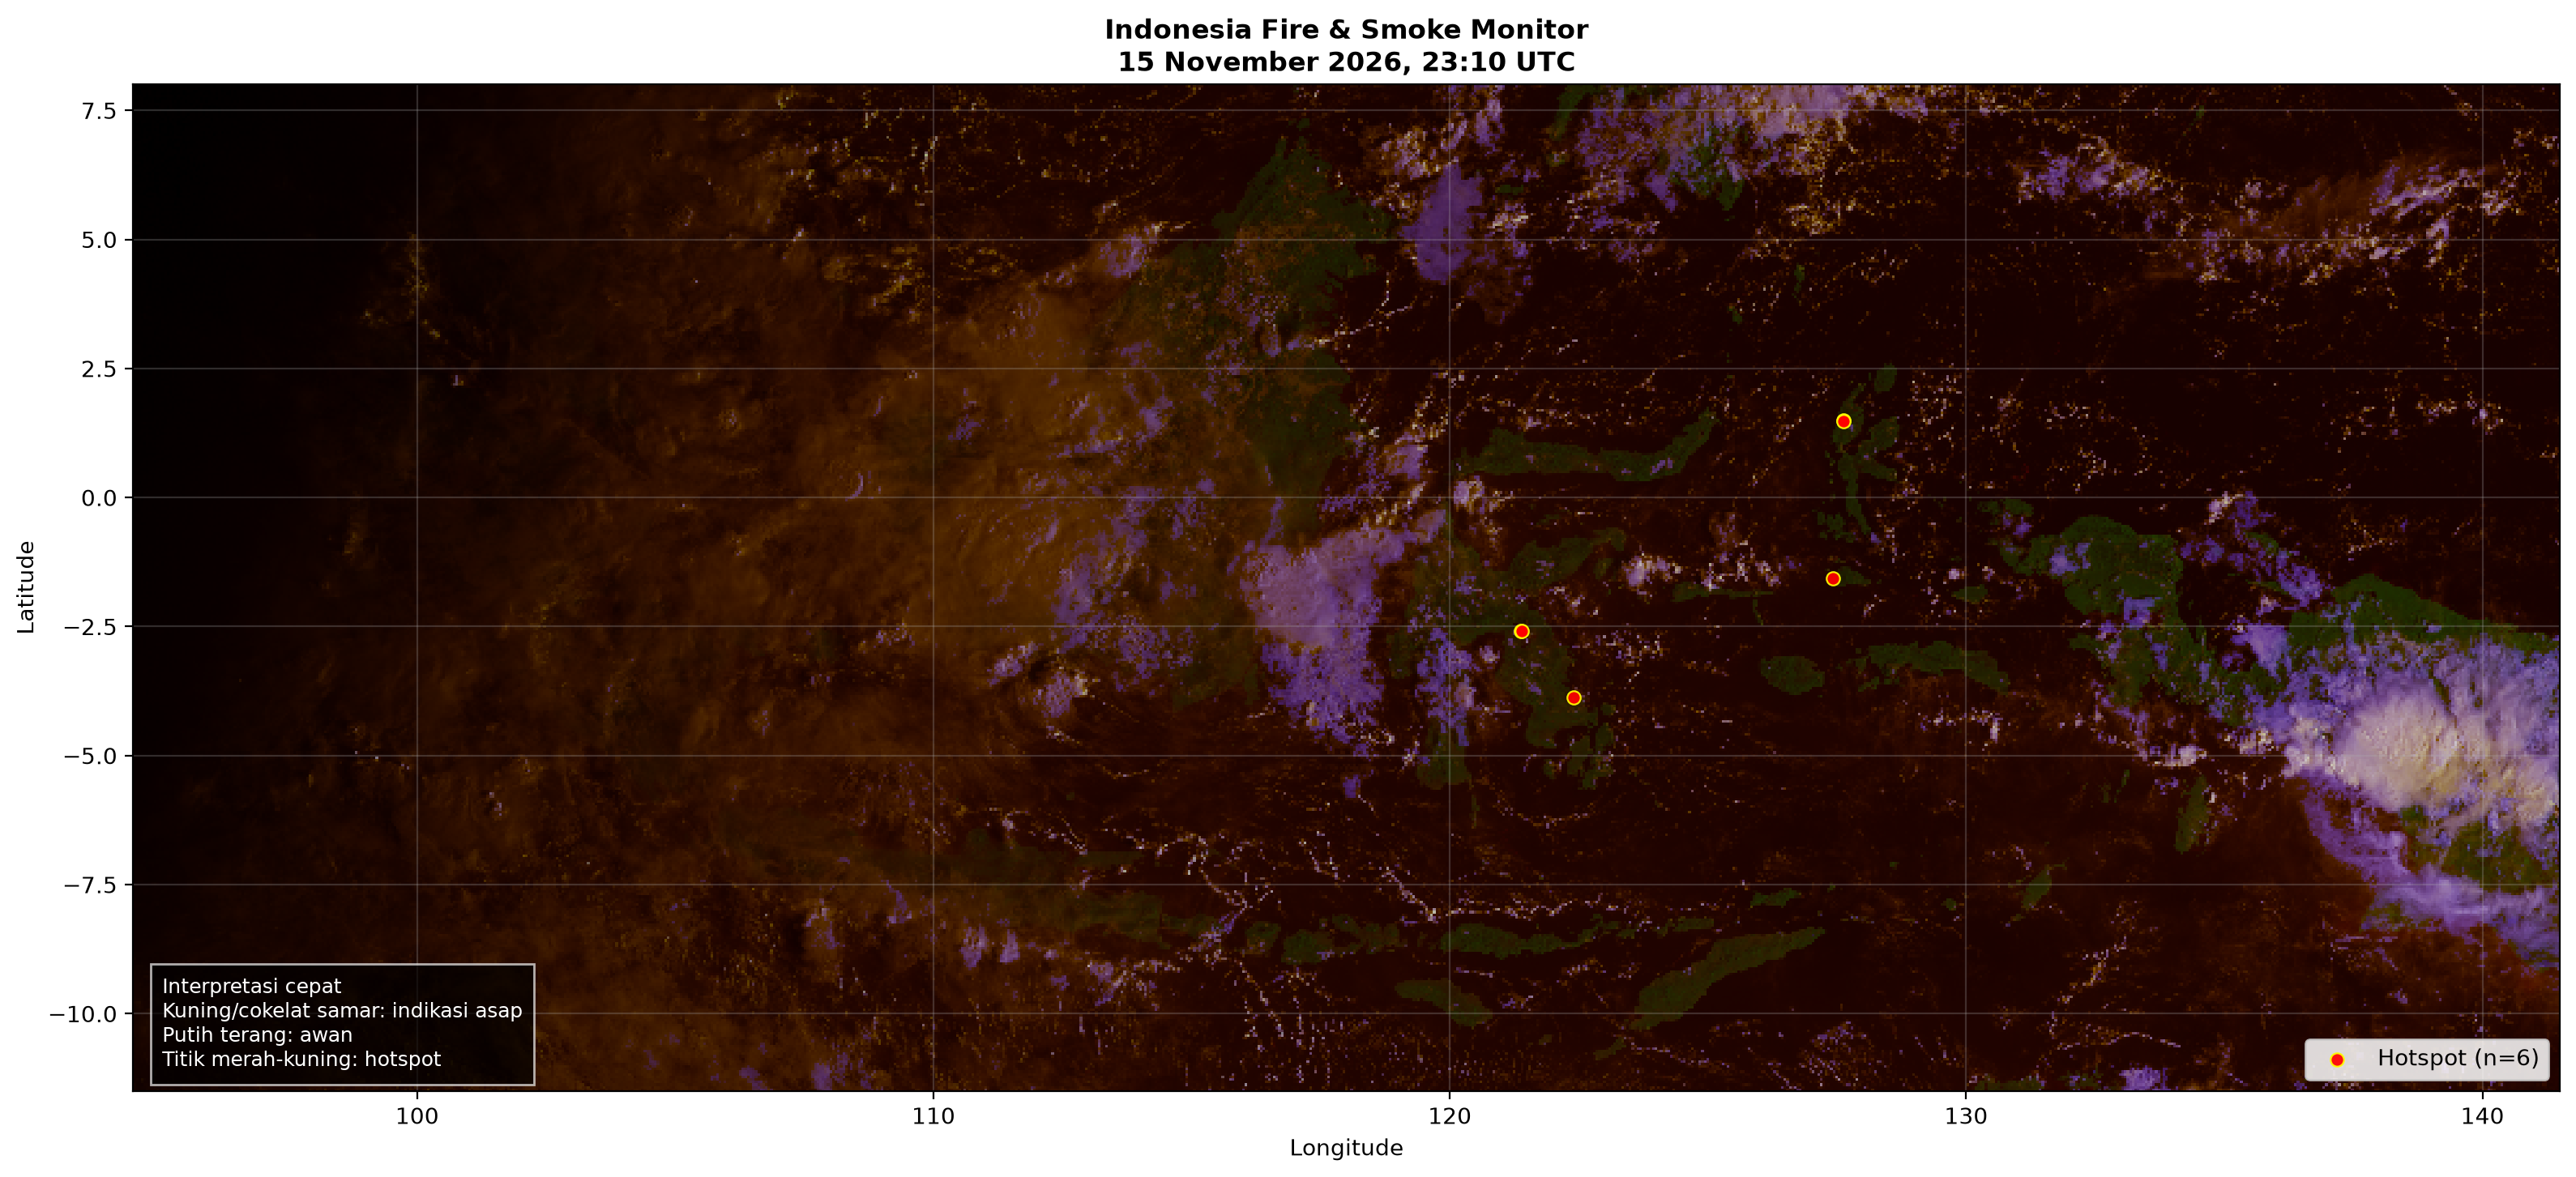 Indonesia Fire & Smoke Monitor
15 November 2026, 23:10 UTC
7.5
5.0
2.5
0.0
−2.5
−5.0
−7.5
−10.0
Latitude
Interpretasi cepat
Kuning/cokelat samar: indikasi asap
Putih terang: awan
Titik merah-kuning: hotspot
Hotspot (n=6)
100 110 120 130 140
Longitude